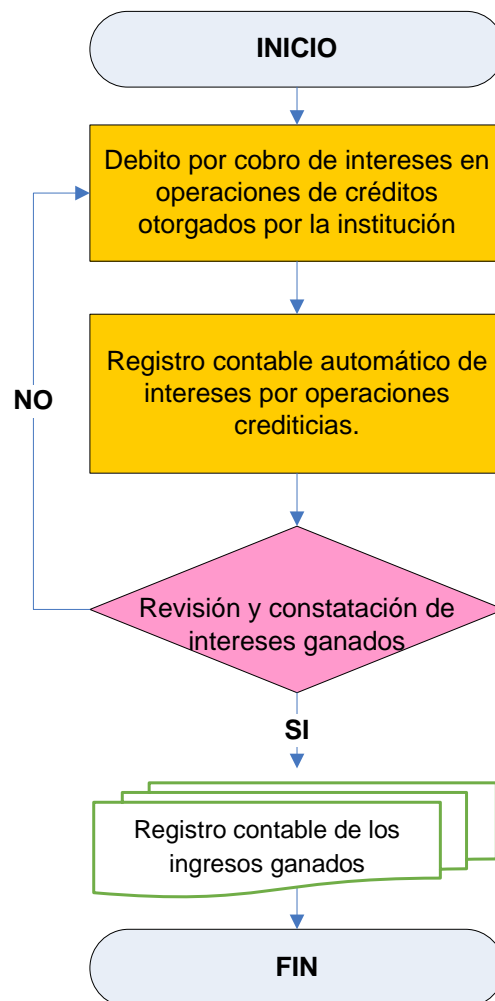 INICIO
Debito por cobro de intereses en
operaciones de créditos
otorgados por la institución
Registro contable automático de
intereses por operaciones
crediticias.
NO
Revisión y constatación de
intereses ganados
SI
Registro contable de los
ingresos ganados
FIN